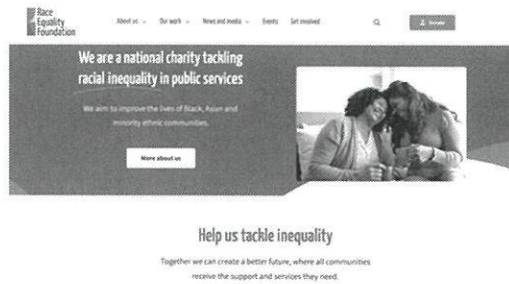 Race
Equality
Foundation
About us
Our work
News and media
Events
Get involved
Donate
We are a national charity tackling
racial inequality in public services
We aim to improve the lives of Black, Asian and
minority ethnic communities.
More about us
Help us tackle inequality
Together we can create a better future, where all communities
receive the support and services they need.